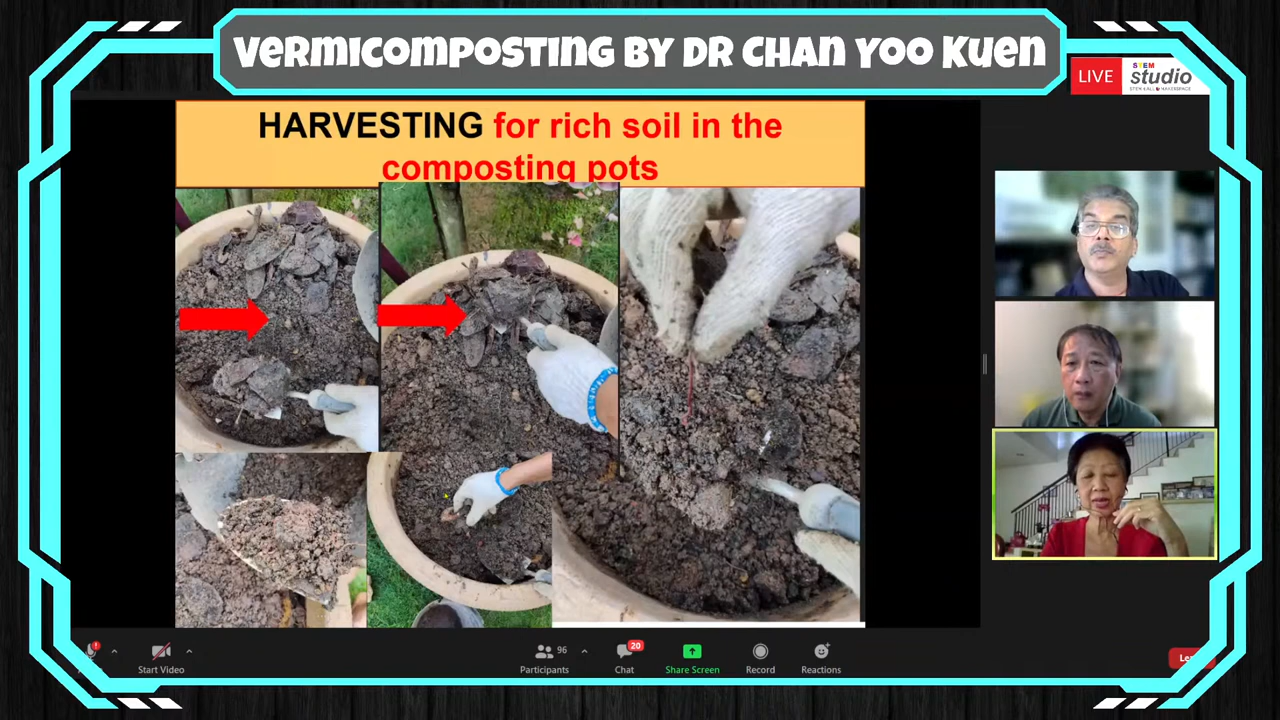 VERMICOMPOSTING BY DR CHAN YOO KUEN
LIVE
STEM
studio
HARVESTING for rich soil in the
composting pots
Start Video
Participants
96
Chat
20
Share Screen
Record
Reactions